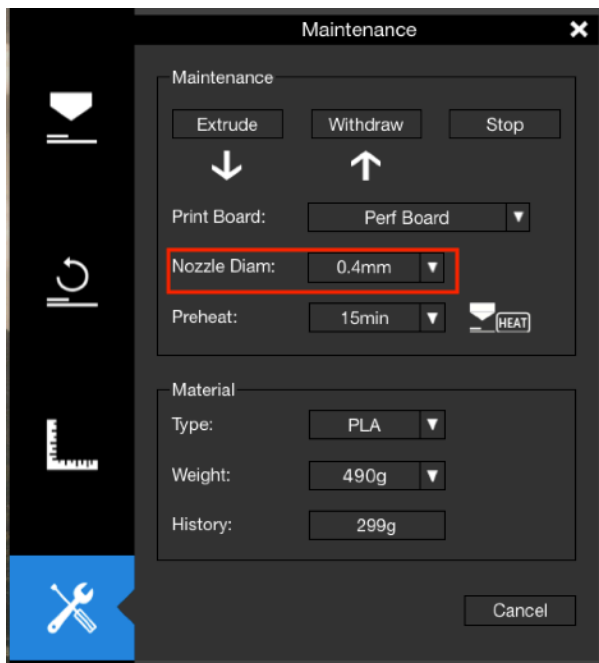 Maintenance
Maintenance
Extrude Withdraw Stop
Print Board: Perf Board
Nozzle Diam: 0.4mm
Preheat: 15min HEAT
Material
Type: PLA
Weight: 490g
History: 299g
Cancel